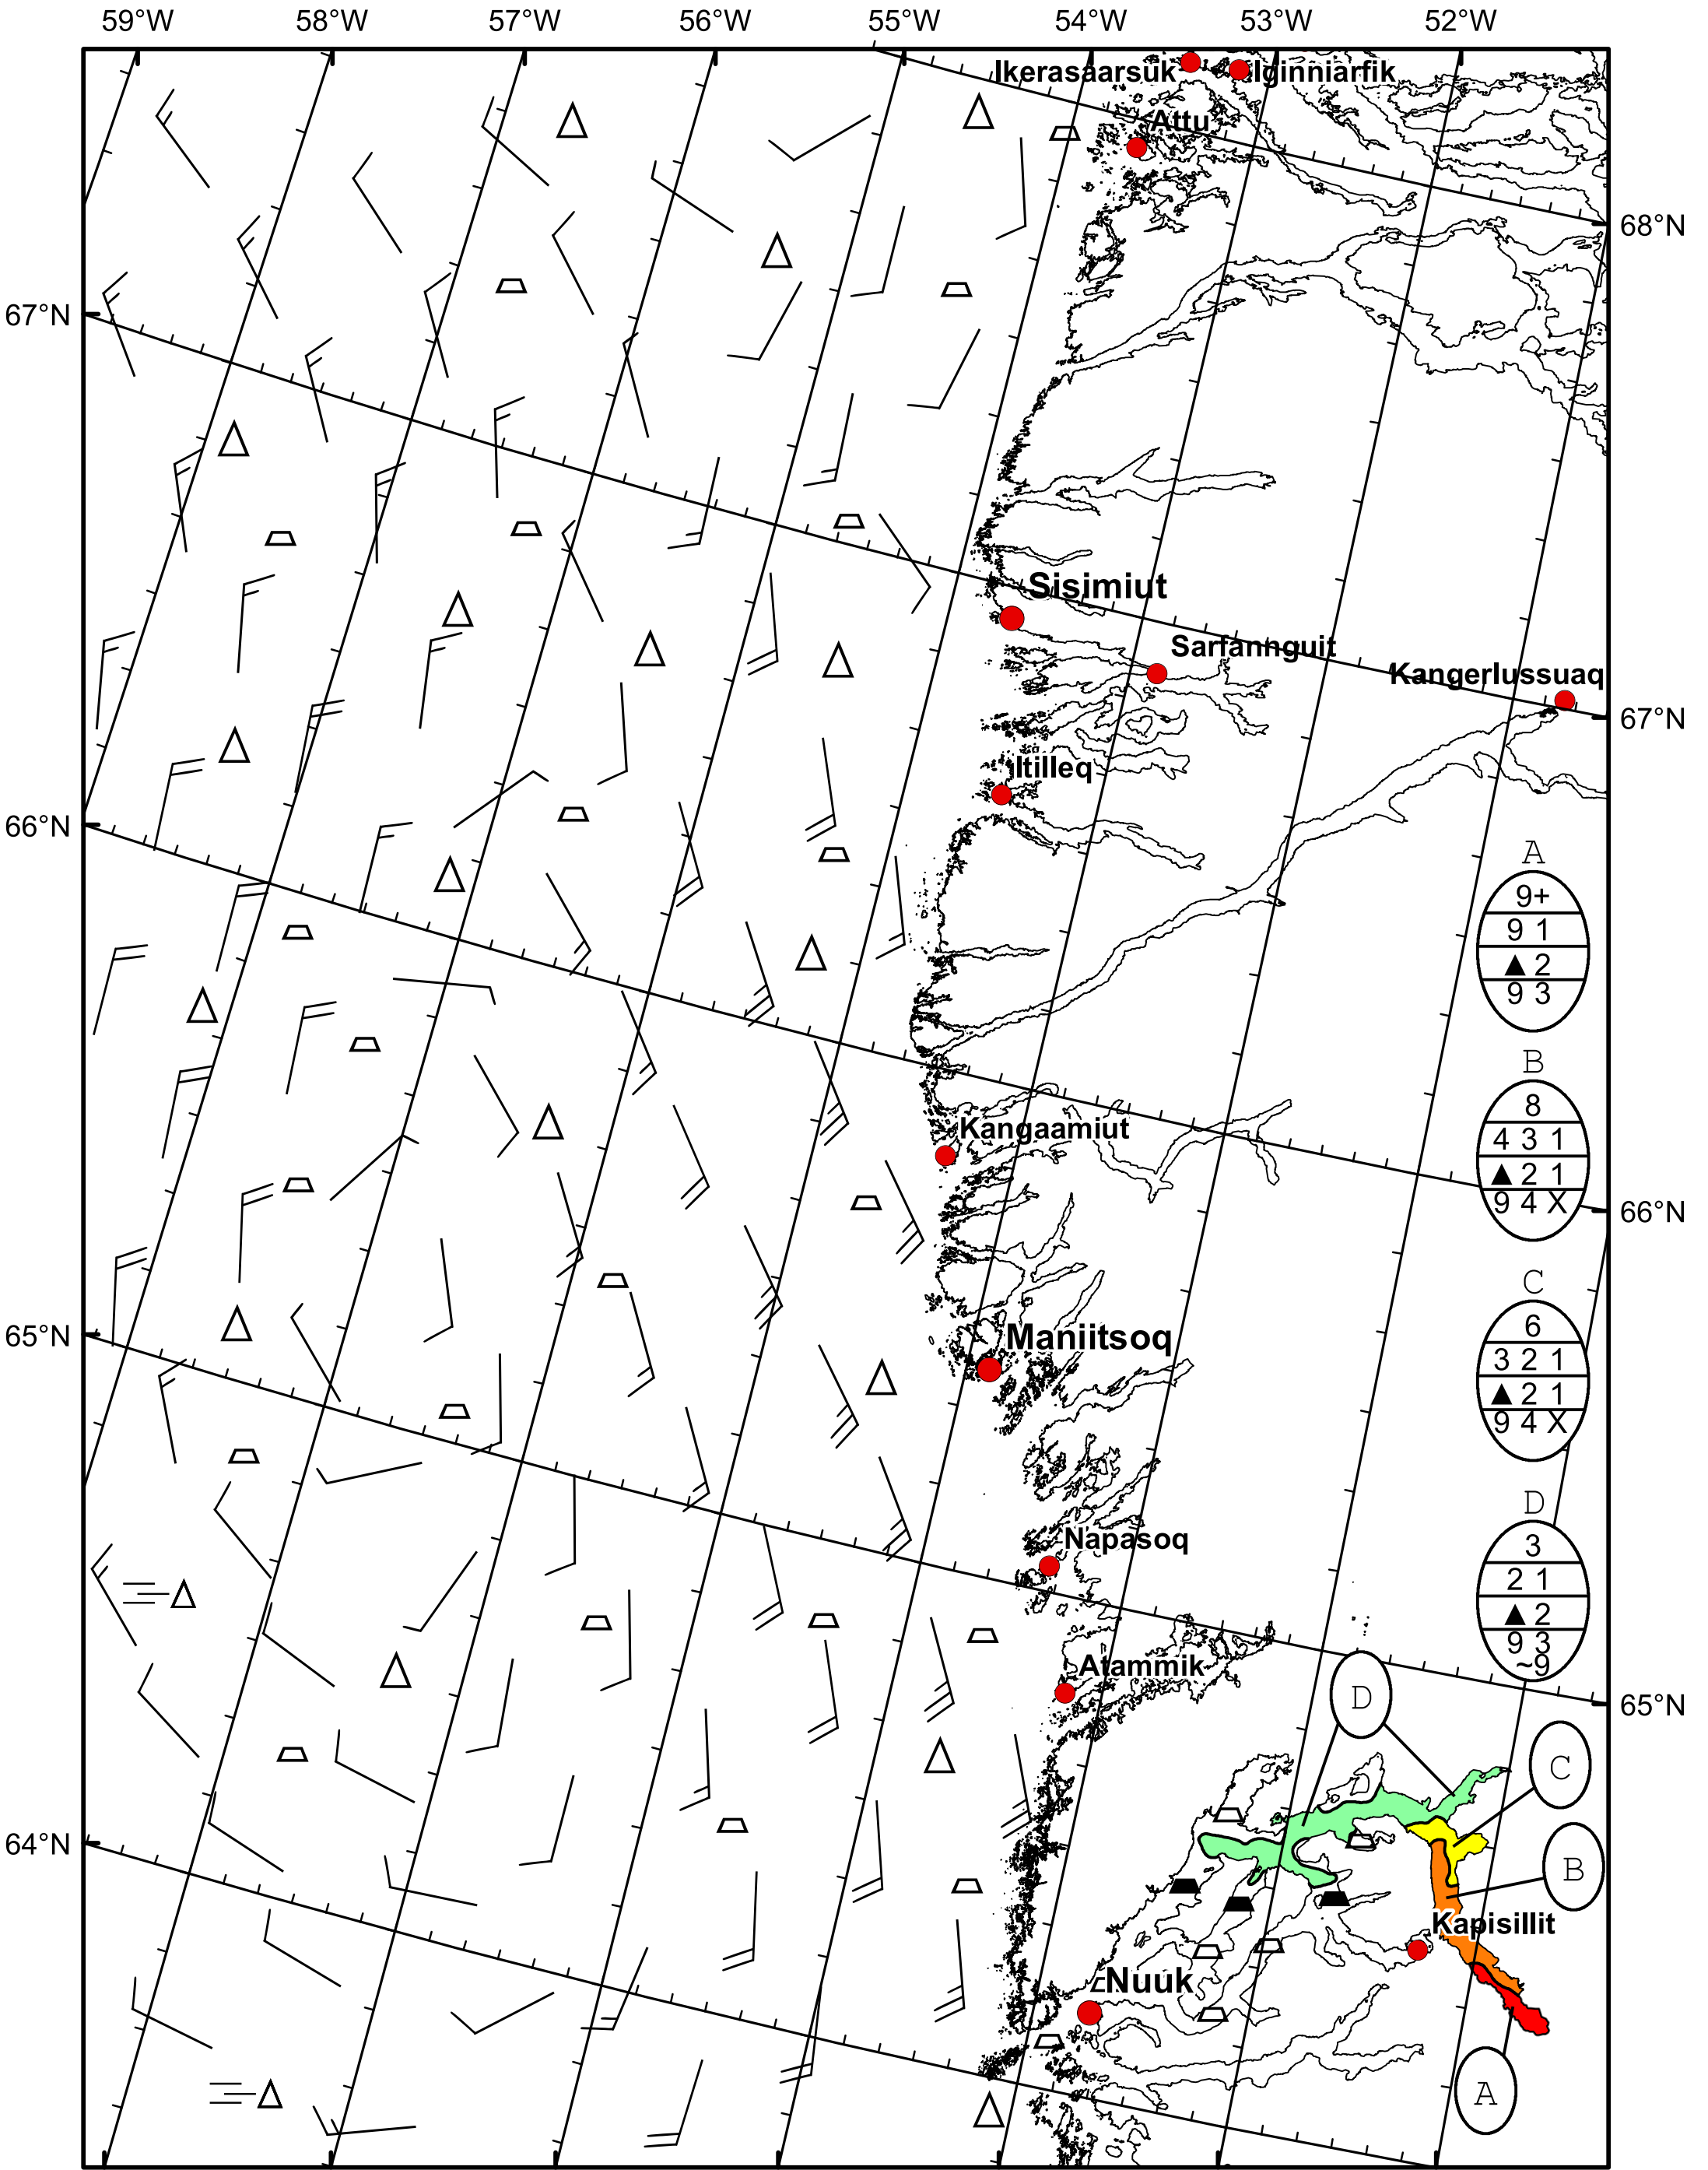 59°W 58°W 57°W 56°W 55°W 54°W 53°W 52°W
Ikerasaarsuk Iginniarfik
Attu
68°N
67°N
Sisimiut
Sarfannguit
Kangerlussuaq
67°N
Itilleq
66°N
A
9+
9 1
▲ 2
9 3
B
8
4 3 1
▲ 2 1
9 4 X
Kangaamiut
66°N
C
6
3 2 1
▲ 2 1
9 4 X
65°N
Maniitsoq
D
3
2 1
▲ 2
9 3
~9
Napasoq
Atammik
D
65°N
C
64°N
B
Kapisillit
Nuuk
A